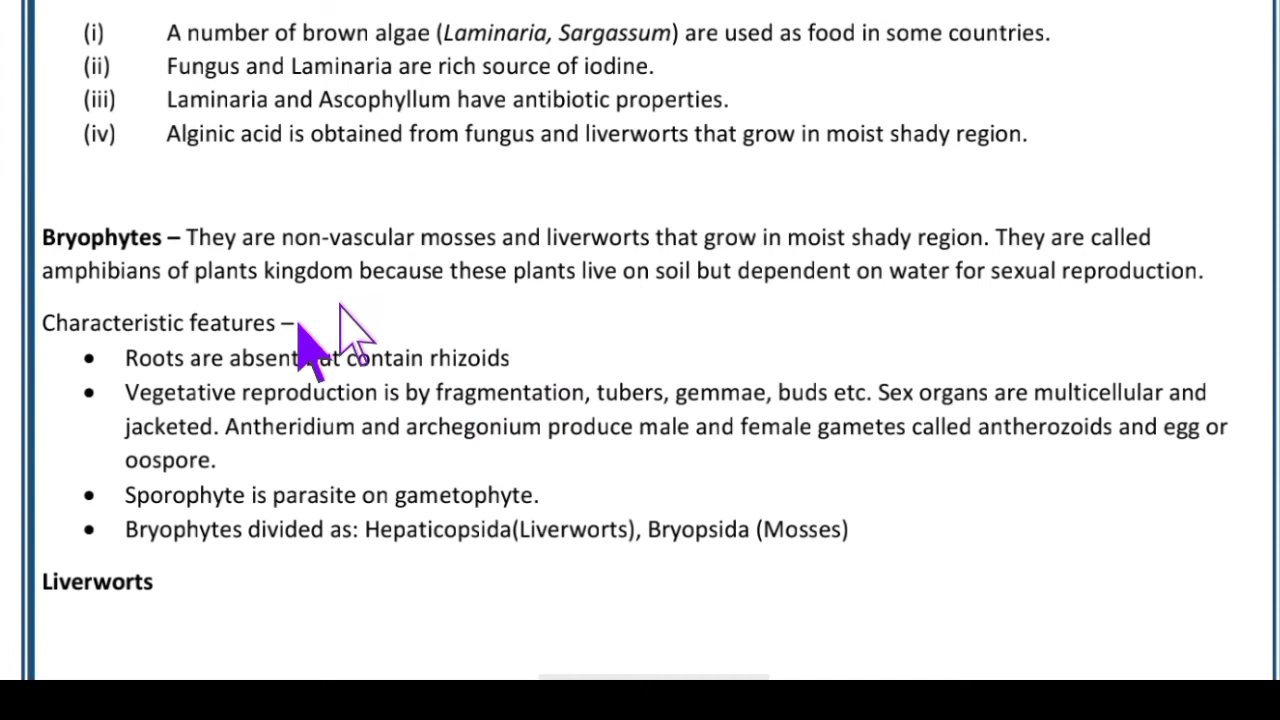 (i) A number of brown algae (Laminaria, Sargassum) are used as food in some countries.
(ii) Fungus and Laminaria are rich source of iodine.
(iii) Laminaria and Ascophyllum have antibiotic properties.
(iv) Alginic acid is obtained from fungus and liverworts that grow in moist shady region.
Bryophytes – They are non-vascular mosses and liverworts that grow in moist shady region. They are called
amphibians of plants kingdom because these plants live on soil but dependent on water for sexual reproduction.
Characteristic features –
• Roots are absent but contain rhizoids
• Vegetative reproduction is by fragmentation, tubers, gemmae, buds etc. Sex organs are multicellular and
jacketed. Antheridium and archegonium produce male and female gametes called antherozoids and egg or
oospore.
• Sporophyte is parasite on gametophyte.
• Bryophytes divided as: Hepaticopsida(Liverworts), Bryopsida (Mosses)
Liverworts